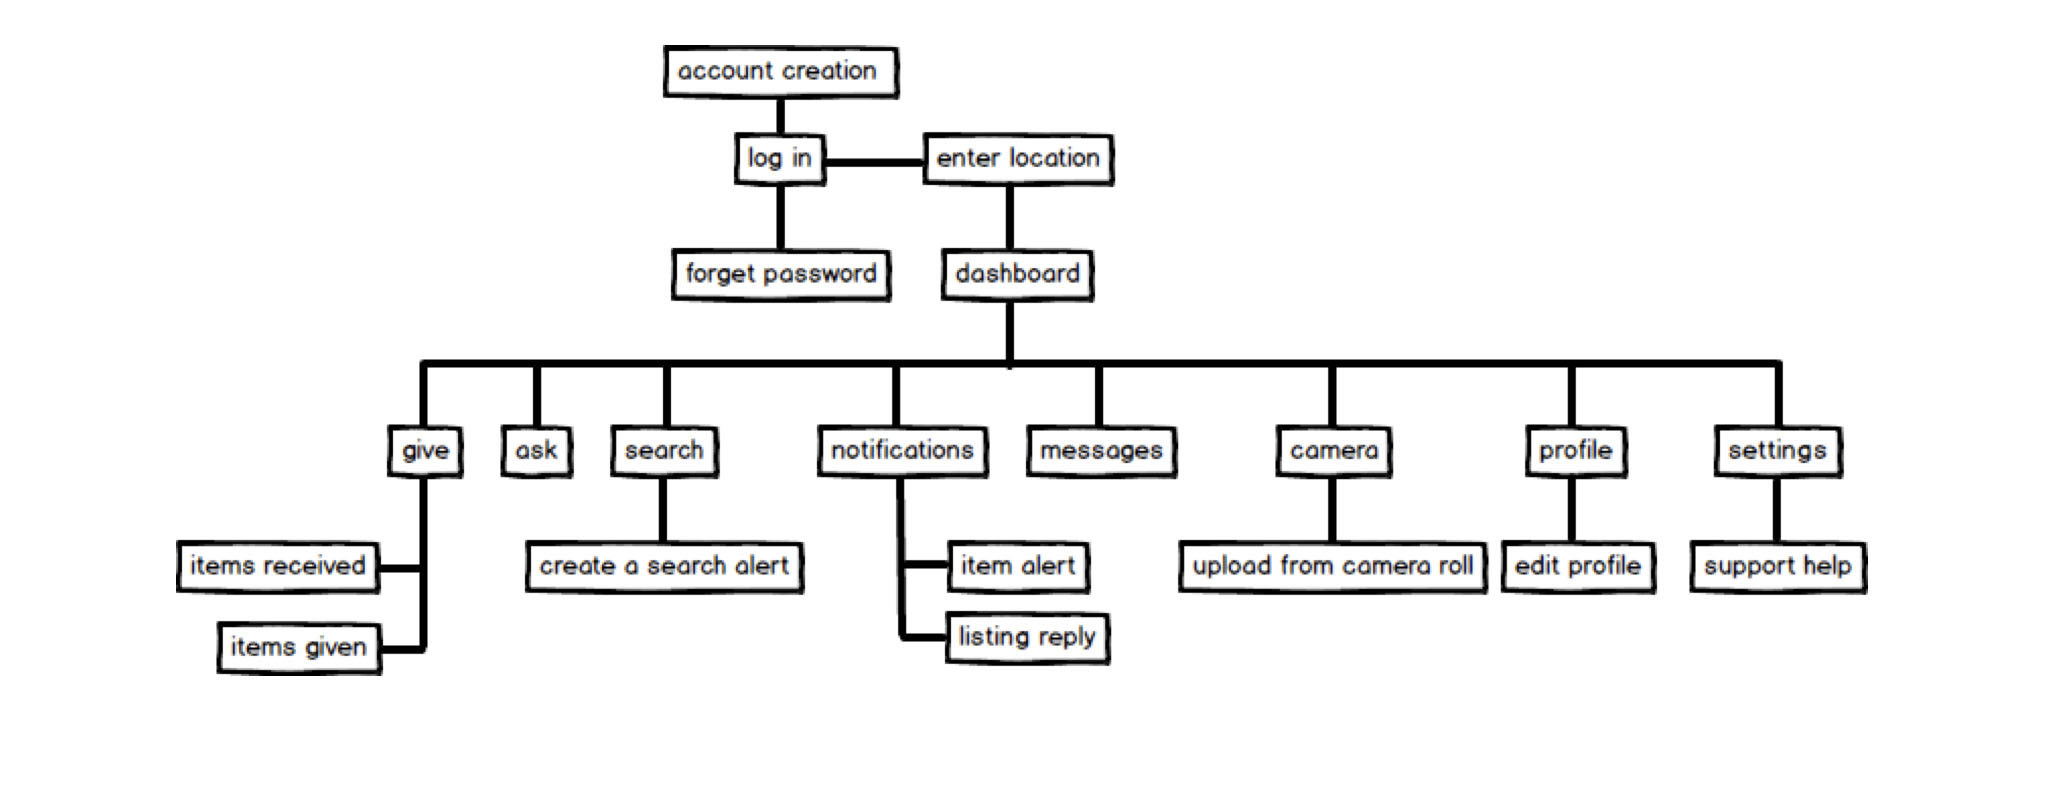 account creation
log in
enter location
forget password
dashboard
give
ask
search
notifications
messages
camera
profile
settings
items received
create a search alert
item alert
upload from camera roll
edit profile
support help
items given
listing reply